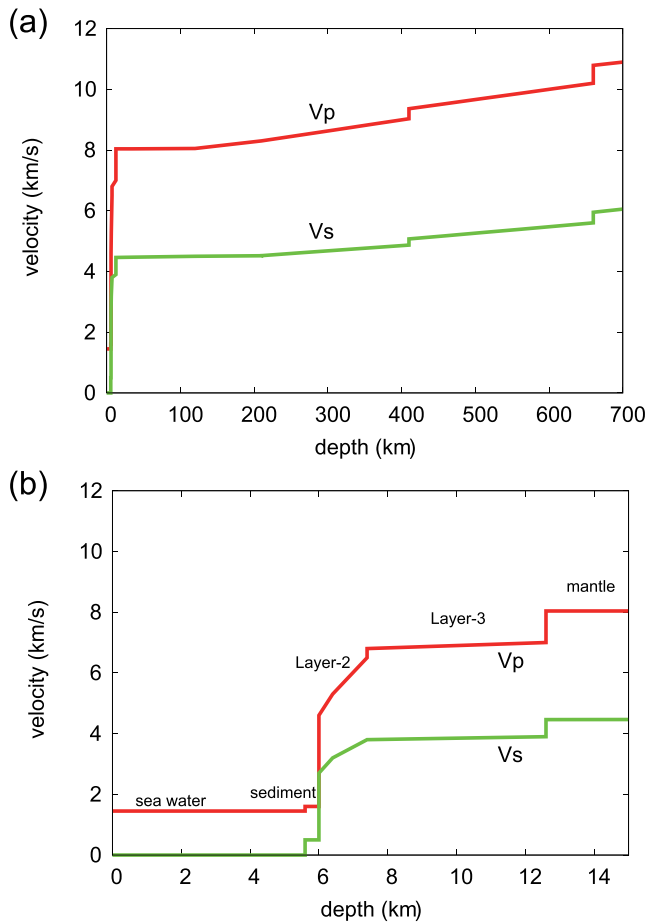 (a)
12
10
8
6
4
2
0
velocity (km/s)
Vp
Vs
0 100 200 300 400 500 600 700
depth (km)
(b)
12
10
8
6
4
2
0
velocity (km/s)
mantle
Layer-3
Layer-2
Vp
Vs
sediment
sea water
0 2 4 6 8 10 12 14
depth (km)